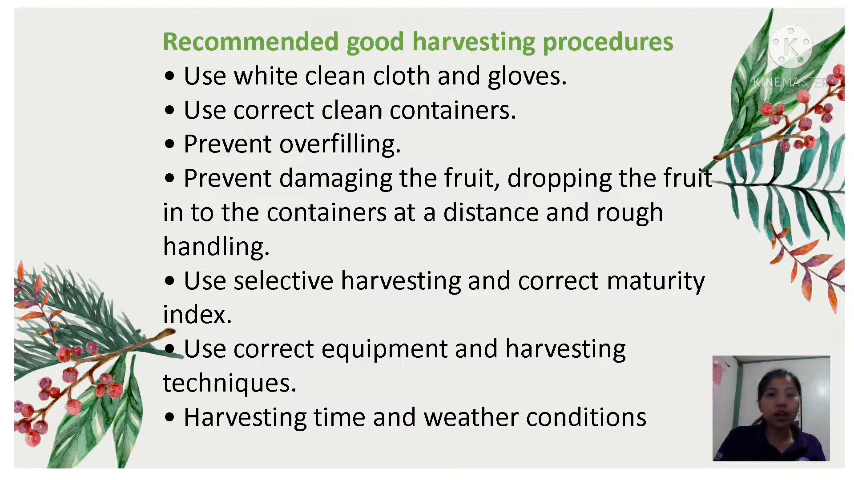 Recommended good harvesting procedures
• Use white clean cloth and gloves.
• Use correct clean containers.
• Prevent overfilling.
• Prevent damaging the fruit, dropping the fruit
in to the containers at a distance and rough
handling.
• Use selective harvesting and correct maturity
index.
• Use correct equipment and harvesting
techniques.
• Harvesting time and weather conditions
K
KINEMASTER